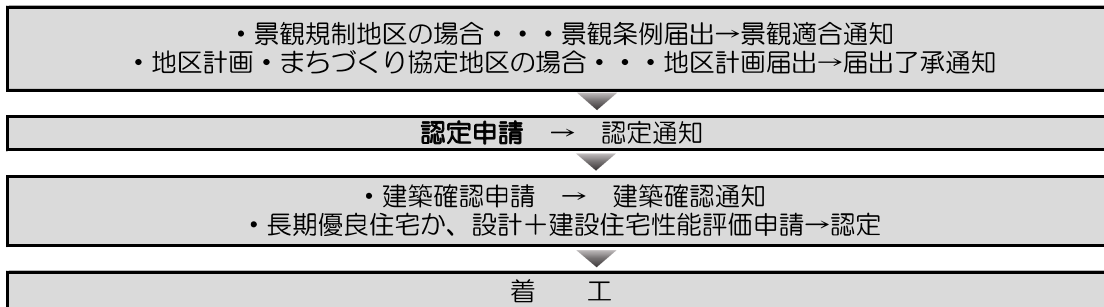 ・景観規制地区の場合・・・景観条例届出→景観適合通知
・地区計画・まちづくり協定地区の場合・・・地区計画届出→届出了承通知
認定申請　→　認定通知
・建築確認申請　→　建築確認通知
・長期優良住宅か、設計＋建設住宅性能評価申請→認定
着　　工